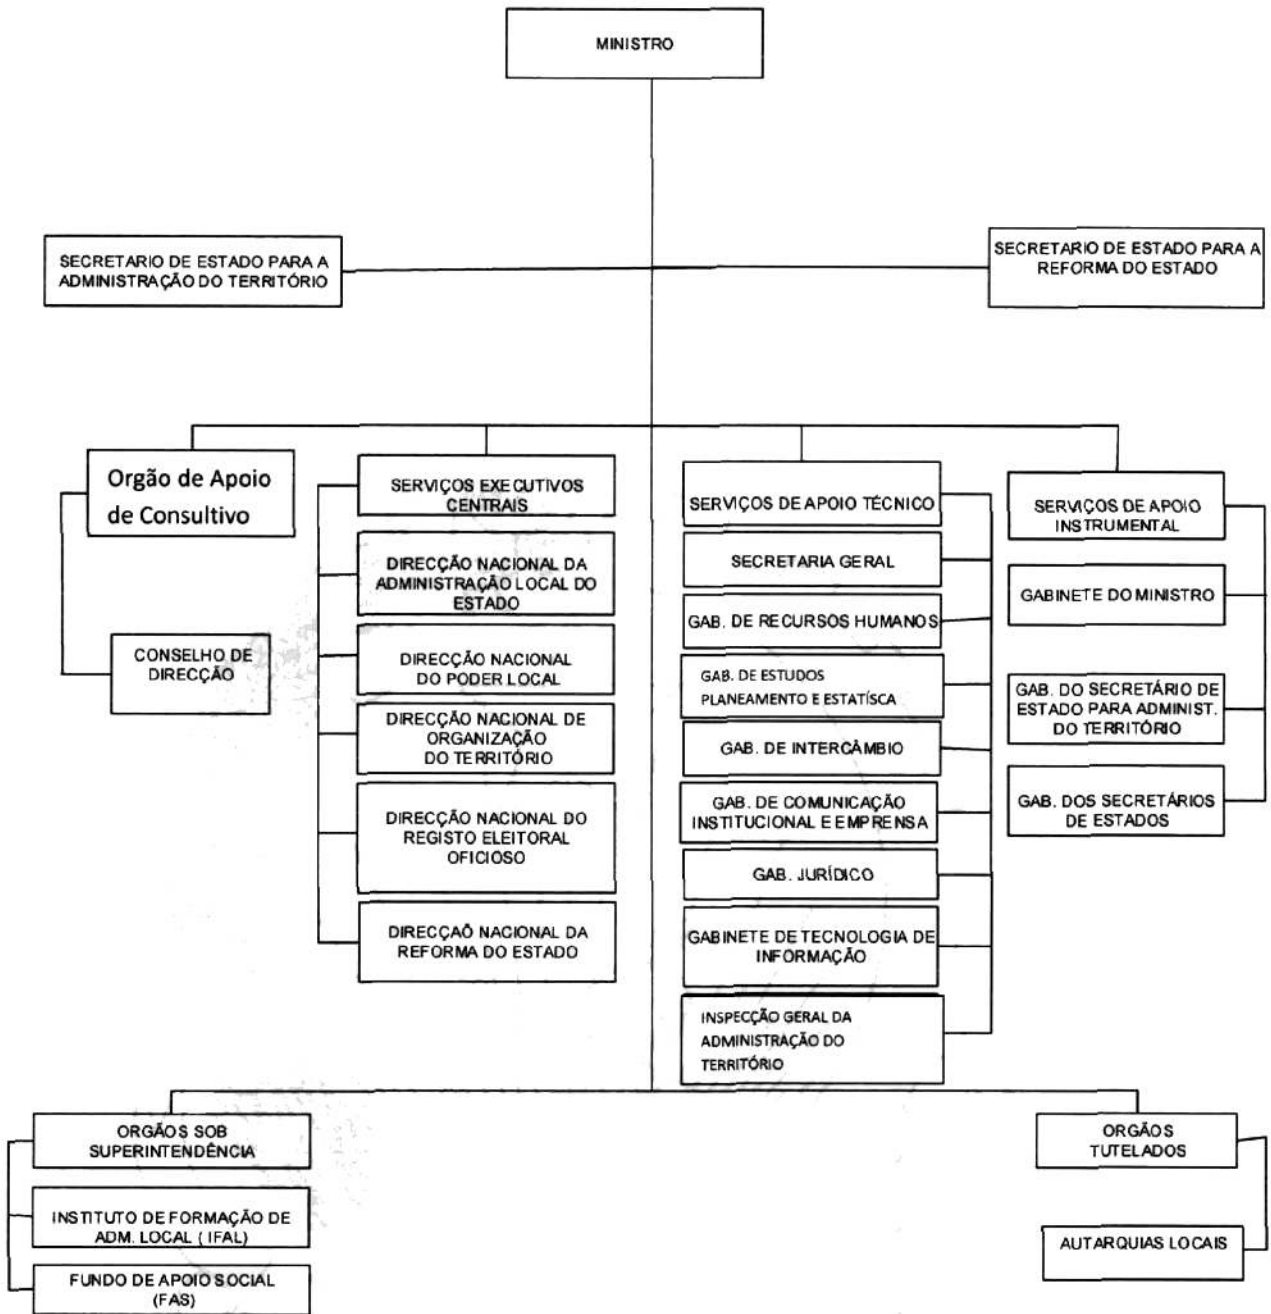 MINISTRO
SECRETARIO DE ESTADO PARA A
ADMINISTRAÇÃO DO TERRITÓRIO
SECRETARIO DE ESTADO PARA A
REFORMA DO ESTADO
Orgão de Apoio
de Consultivo
CONSELHO DE
DIRECÇÃO
SERVIÇOS EXECUTIVOS
CENTRAIS
DIRECÇÃO NACIONAL DA
ADMINISTRAÇÃO LOCAL DO
ESTADO
DIRECÇÃO NACIONAL
DO PODER LOCAL
DIRECÇÃO NACIONAL DE
ORGANIZAÇÃO
DO TERRITÓRIO
DIRECÇÃO NACIONAL DO
REGISTO ELEITORAL
OFICIOSO
DIRECÇAÕ NACIONAL DA
REFORMA DO ESTADO
SERVIÇOS DE APOIO TÉCNICO
SECRETARIA GERAL
GAB. DE RECURSOS HUMANOS
GAB. DE ESTUDOS
PLANEAMENTO E ESTATÍSCA
GAB. DE INTERCÂMBIO
GAB. DE COMUNICAÇÃO
INSTITUCIONAL E EMPRENSA
GAB. JURÍDICO
GABINETE DE TECNOLOGIA DE
INFORMAÇÃO
INSPECÇÃO GERAL DA
ADMINISTRAÇÃO DO
TERRITÓRIO
SERVIÇOS DE APOIO
INSTRUMENTAL
GABINETE DO MINISTRO
GAB. DO SECRETÁRIO DE
ESTADO PARA ADMINIST.
DO TERRITÓRIO
GAB. DOS SECRETÁRIOS
DE ESTADOS
ORGÃOS SOB
SUPERINTENDÊNCIA
INSTITUTO DE FORMAÇÃO DE
ADM. LOCAL ( IFAL)
FUNDO DE APOIO SOCIAL
(FAS)
ORGÃOS
TUTELADOS
AUTARQUIAS LOCAIS